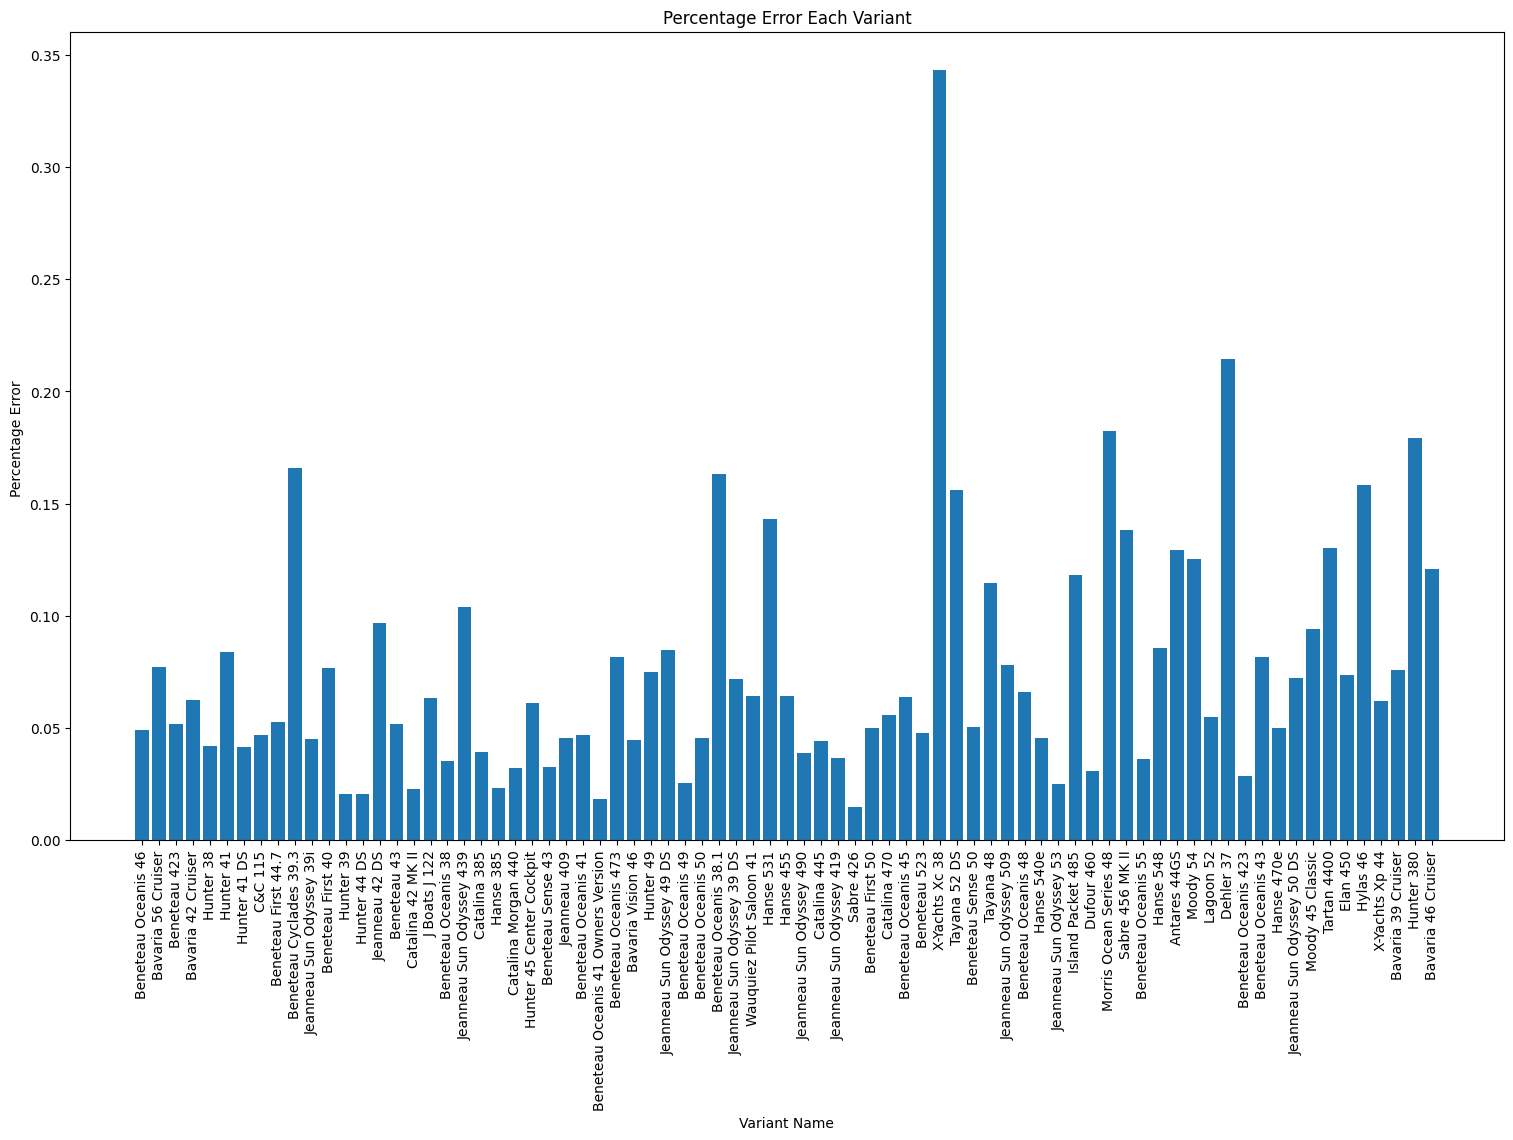 Percentage Error Each Variant
Percentage Error
0.35
0.30
0.25
0.20
0.15
0.10
0.05
0.00
Beneteau Oceanis 46
Bavaria 56 Cruiser
Beneteau 423
Bavaria 42 Cruiser
Hunter 38
Hunter 41
Hunter 41 DS
C&C 115
Beneteau First 44.7
Beneteau Cyclades 39.3
Jeanneau Sun Odyssey 39i
Beneteau First 40
Hunter 39
Hunter 44 DS
Jeanneau 42 DS
Beneteau 43
Catalina 42 MK II
J Boats J 122
Beneteau Oceanis 38
Jeanneau Sun Odyssey 439
Catalina 385
Hanse 385
Catalina Morgan 440
Hunter 45 Center Cockpit
Beneteau Sense 43
Jeanneau 409
Beneteau Oceanis 41
Beneteau Oceanis 41 Owners Version
Beneteau Oceanis 473
Bavaria Vision 46
Hunter 49
Jeanneau Sun Odyssey 49 DS
Beneteau Oceanis 49
Beneteau Oceanis 50
Beneteau Oceanis 38.1
Jeanneau Sun Odyssey 39 DS
Wauquiez Pilot Saloon 41
Hanse 531
Hanse 455
Jeanneau Sun Odyssey 490
Catalina 445
Jeanneau Sun Odyssey 419
Sabre 426
Beneteau First 50
Catalina 470
Beneteau Oceanis 45
Beneteau 523
X-Yachts Xc 38
Tayana 52 DS
Beneteau Sense 50
Tayana 48
Jeanneau Sun Odyssey 509
Beneteau Oceanis 48
Hanse 540e
Jeanneau Sun Odyssey 53
Island Packet 485
Dufour 460
Morris Ocean Series 48
Sabre 456 MK II
Beneteau Oceanis 55
Hanse 548
Antares 44GS
Moody 54
Lagoon 52
Dehler 37
Beneteau Oceanis 423
Beneteau Oceanis 43
Hanse 470e
Jeanneau Sun Odyssey 50 DS
Moody 45 Classic
Tartan 4400
Elan 450
Hylas 46
X-Yachts Xp 44
Bavaria 39 Cruiser
Hunter 380
Bavaria 46 Cruiser
Variant Name